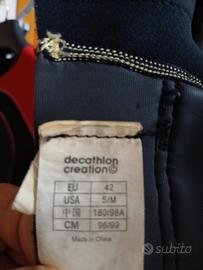 decathlon
creation©
EU 42
USA S/M
中国 180/98A
CM 96/99
Made in China
subito